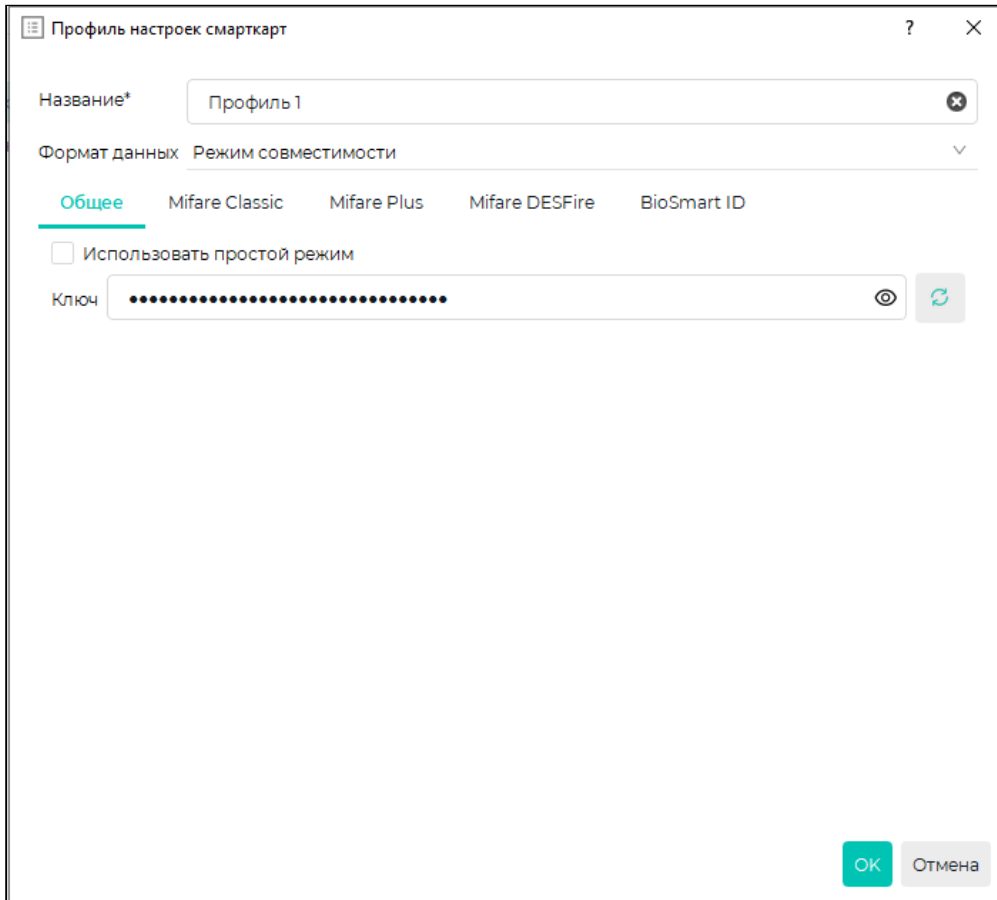 Профиль настроек смарткарт ?
Название* Профиль 1
Формат данных Режим совместимости
Общее Mifare Classic Mifare Plus Mifare DESFire BioSmart ID
Использовать простой режим
Ключ ••••••••••••••••••••••••••••••••
OK Отмена